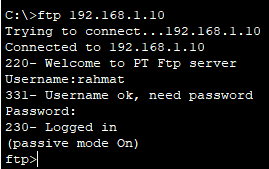 C:\>ftp 192.168.1.10
Trying to connect...192.168.1.10
Connected to 192.168.1.10
220- Welcome to PT Ftp server
Username:rahmat
331- Username ok, need password
Password:
230- Logged in
(passive mode On)
ftp>